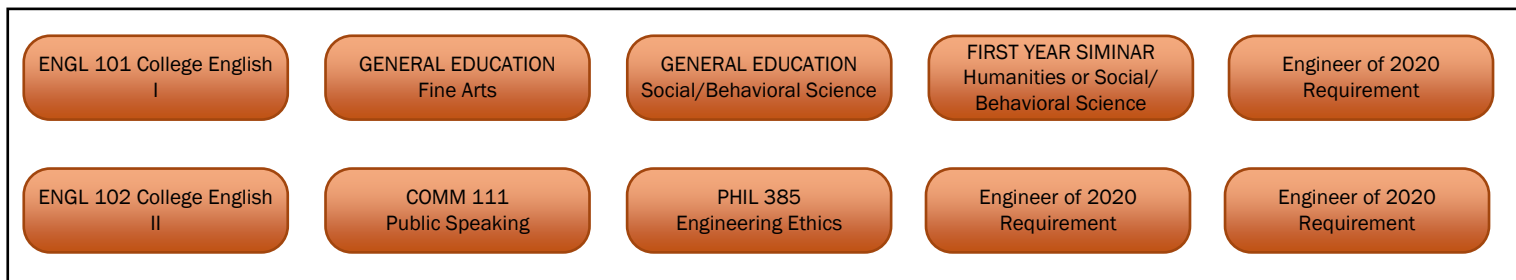 ENGL 101 College English
I
GENERAL EDUCATION
Fine Arts
GENERAL EDUCATION
Social/Behavioral Science
FIRST YEAR SIMINAR
Humanities or Social/
Behavioral Science
Engineer of 2020
Requirement
ENGL 102 College English
II
COMM 111
Public Speaking
PHIL 385
Engineering Ethics
Engineer of 2020
Requirement
Engineer of 2020
Requirement